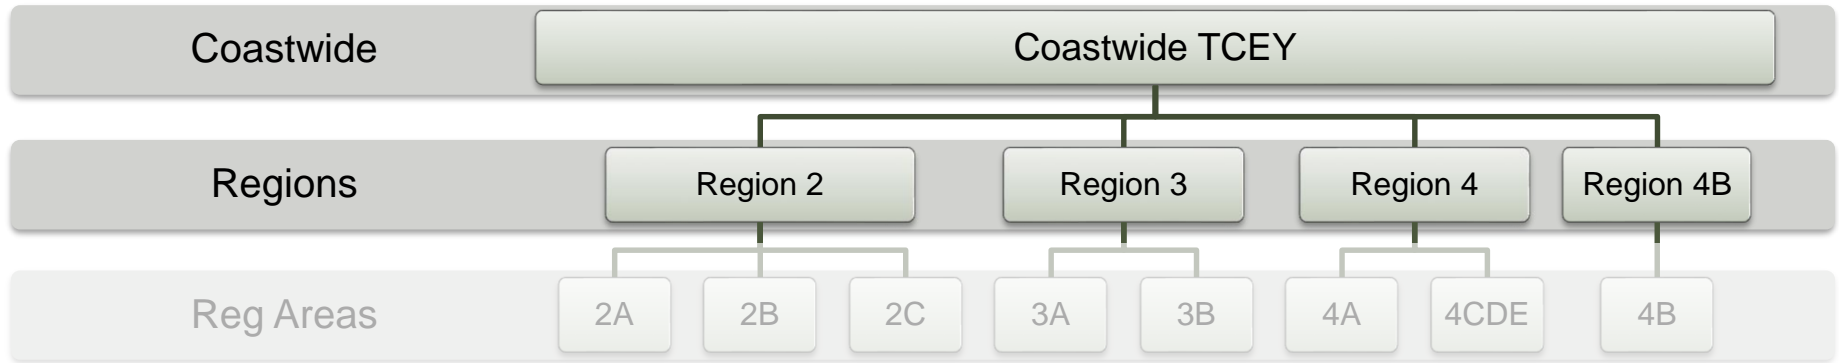 Coastwide
Coastwide TCEY
Regions
Region 2
Region 3
Region 4
Region 4B
Reg Areas
2A
2B
2C
3A
3B
4A
4CDE
4B